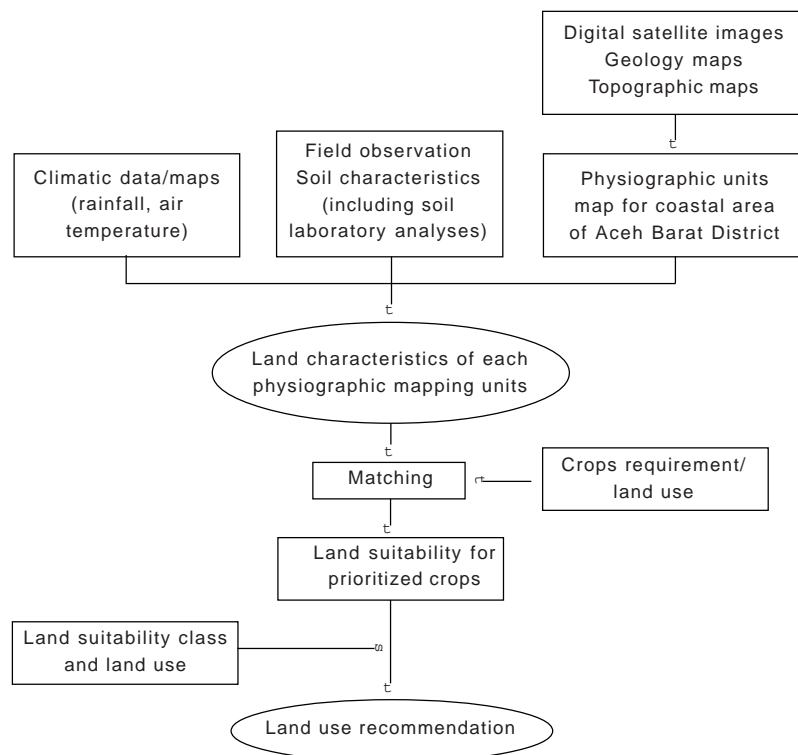 Digital satellite images
Geology maps
Topographic maps
Climatic data/maps
(rainfall, air
temperature)
Field observation
Soil characteristics
(including soil
laboratory analyses)
Physiographic units
map for coastal area
of Aceh Barat District
Land characteristics of each
physiographic mapping units
Matching
Crops requirement/
land use
Land suitability for
prioritized crops
Land suitability class
and land use
Land use recommendation